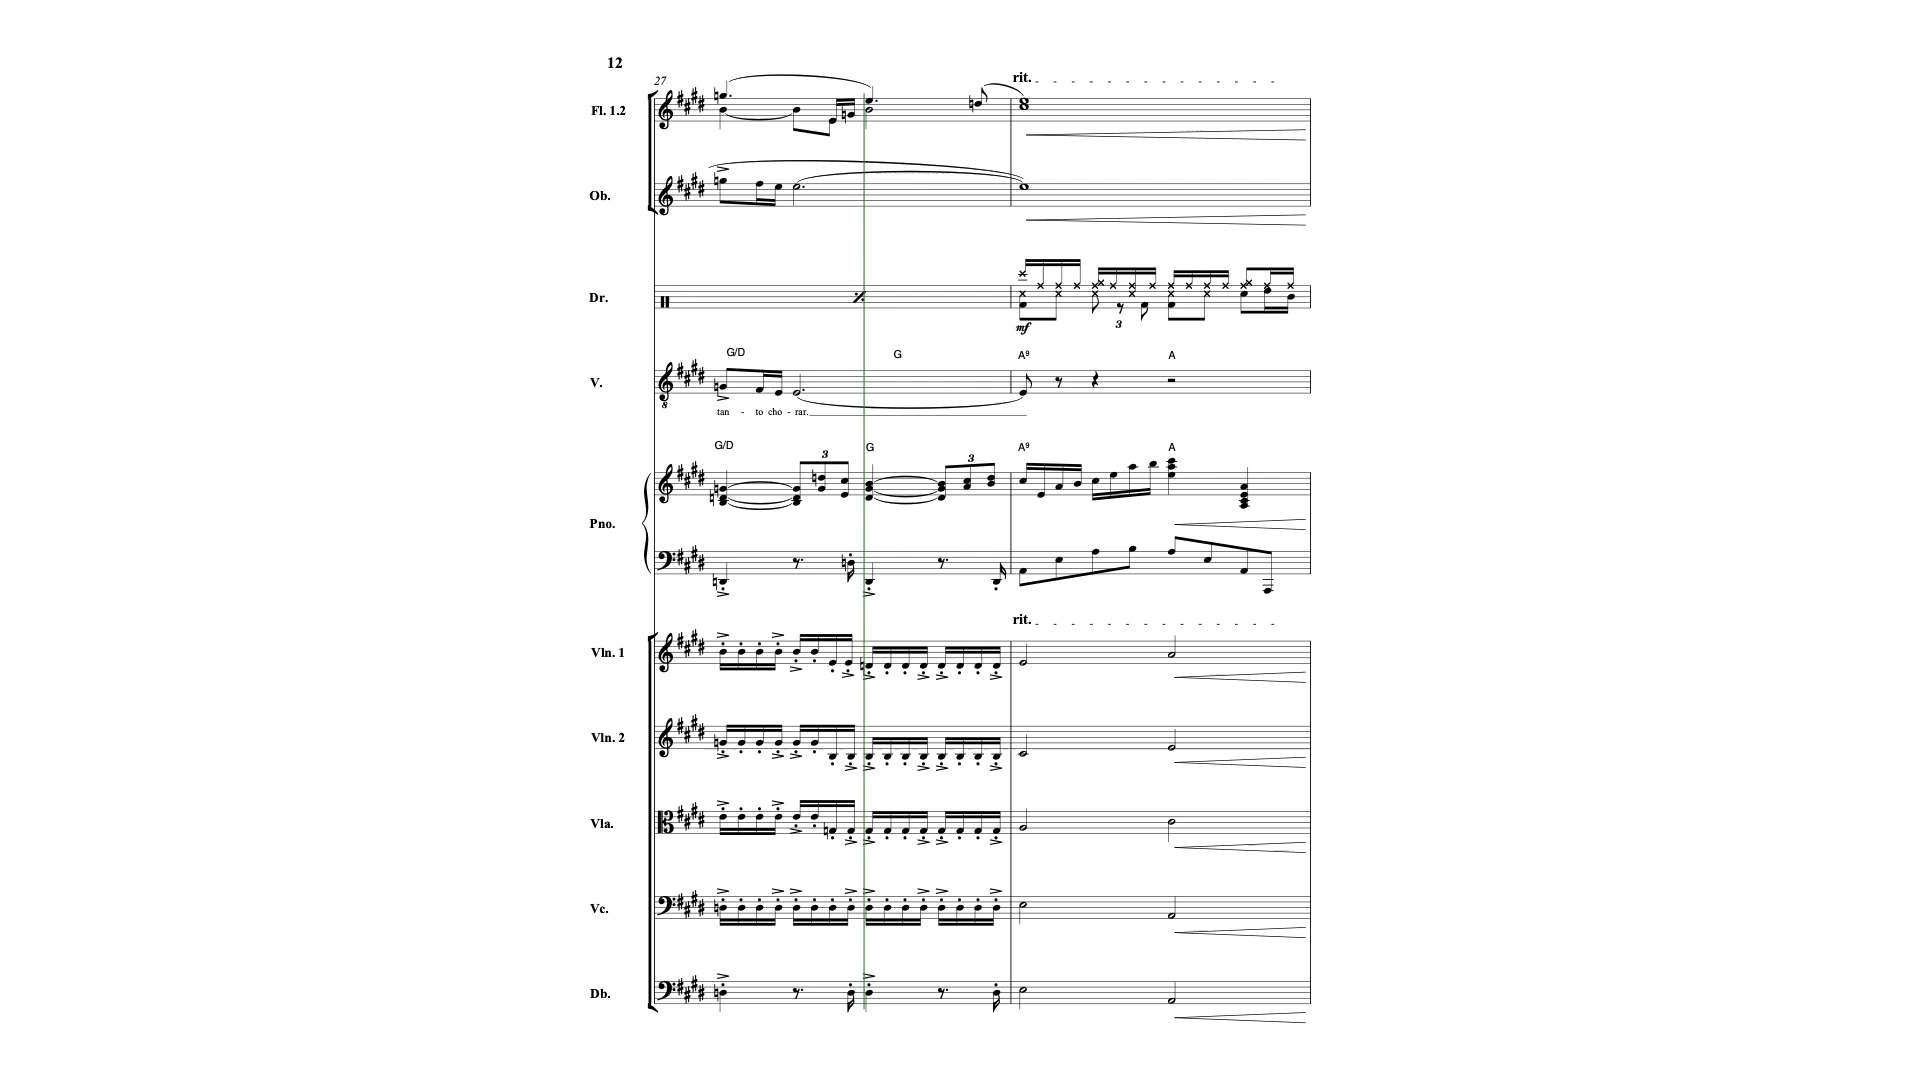 12
27
rit.
Fl. 1.2
Ob.
Dr.
3
mf
G/D G A⁹ A
V.
8
tan - to cho - rar.
G/D G A⁹ A
3 3
Pno.
rit.
Vln. 1
Vln. 2
Vla.
Vc.
Db.